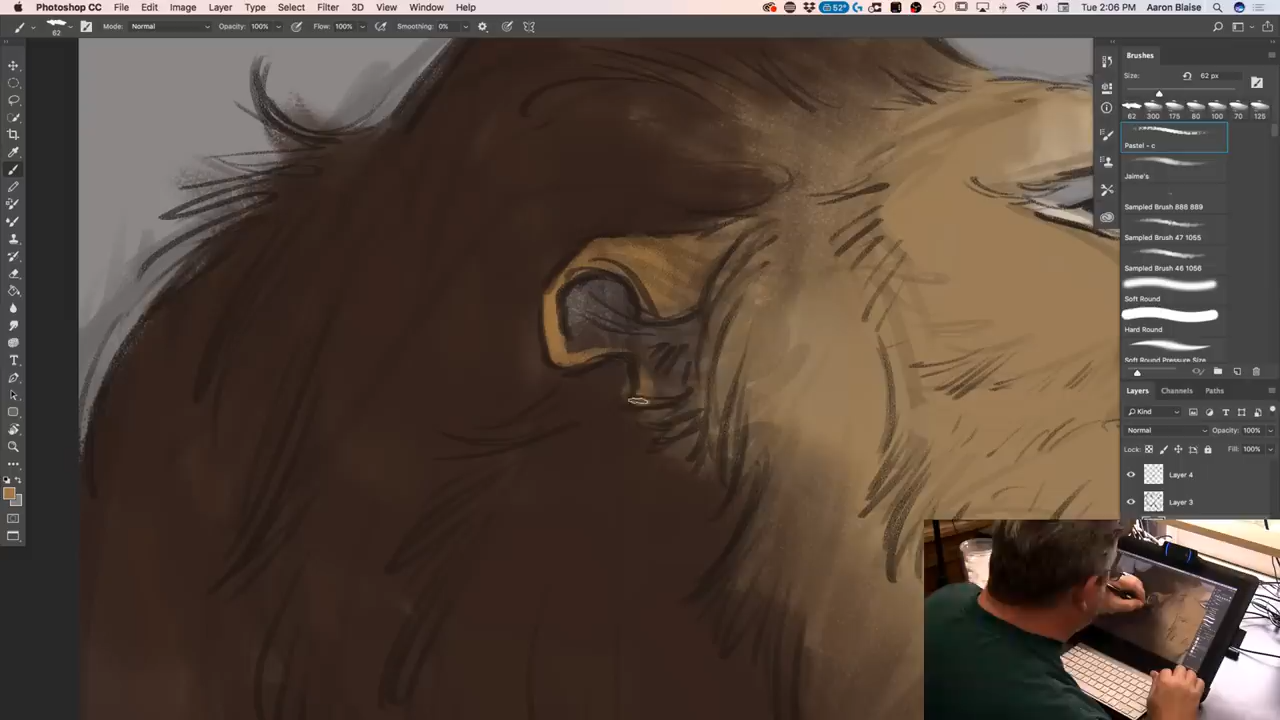 Photoshop CC File Edit Image Layer Type Select Filter 3D View Window Help 52° Tue 2:06 PM Aaron Blaise
62 Mode: Normal Opacity: 100% Flow: 100% Smoothing: 0%
Brushes
Size: 62 px
62 300 175 80 100 70 125
Pastel - c
Jaime's
Sampled Brush 888 889
Sampled Brush 47 1055
Sampled Brush 46 1056
Soft Round
Hard Round
Soft Round Pressure Size
Layers Channels Paths
Kind
Normal Opacity: 100%
Lock: Fill: 100%
Layer 4
Layer 3